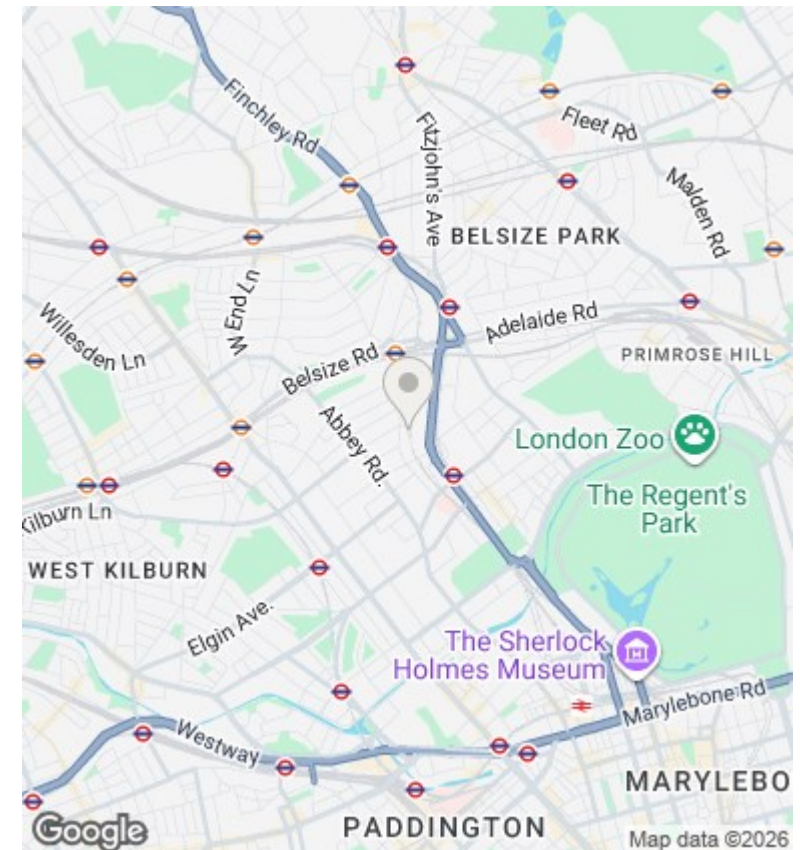 Finchley Rd
Fitzjohn's Ave
Fleet Rd
Malden Rd
BELSIZE PARK
W End Ln
Willesden Ln
Adelaide Rd
Belsize Rd
PRIMROSE HILL
Abbey Rd.
London Zoo
The Regent's
Park
Kilburn Ln
WEST KILBURN
Elgin Ave.
The Sherlock
Holmes Museum
Marylebone Rd
Westway
MARYLEBO
PADDINGTON
Google
Map data ©2026